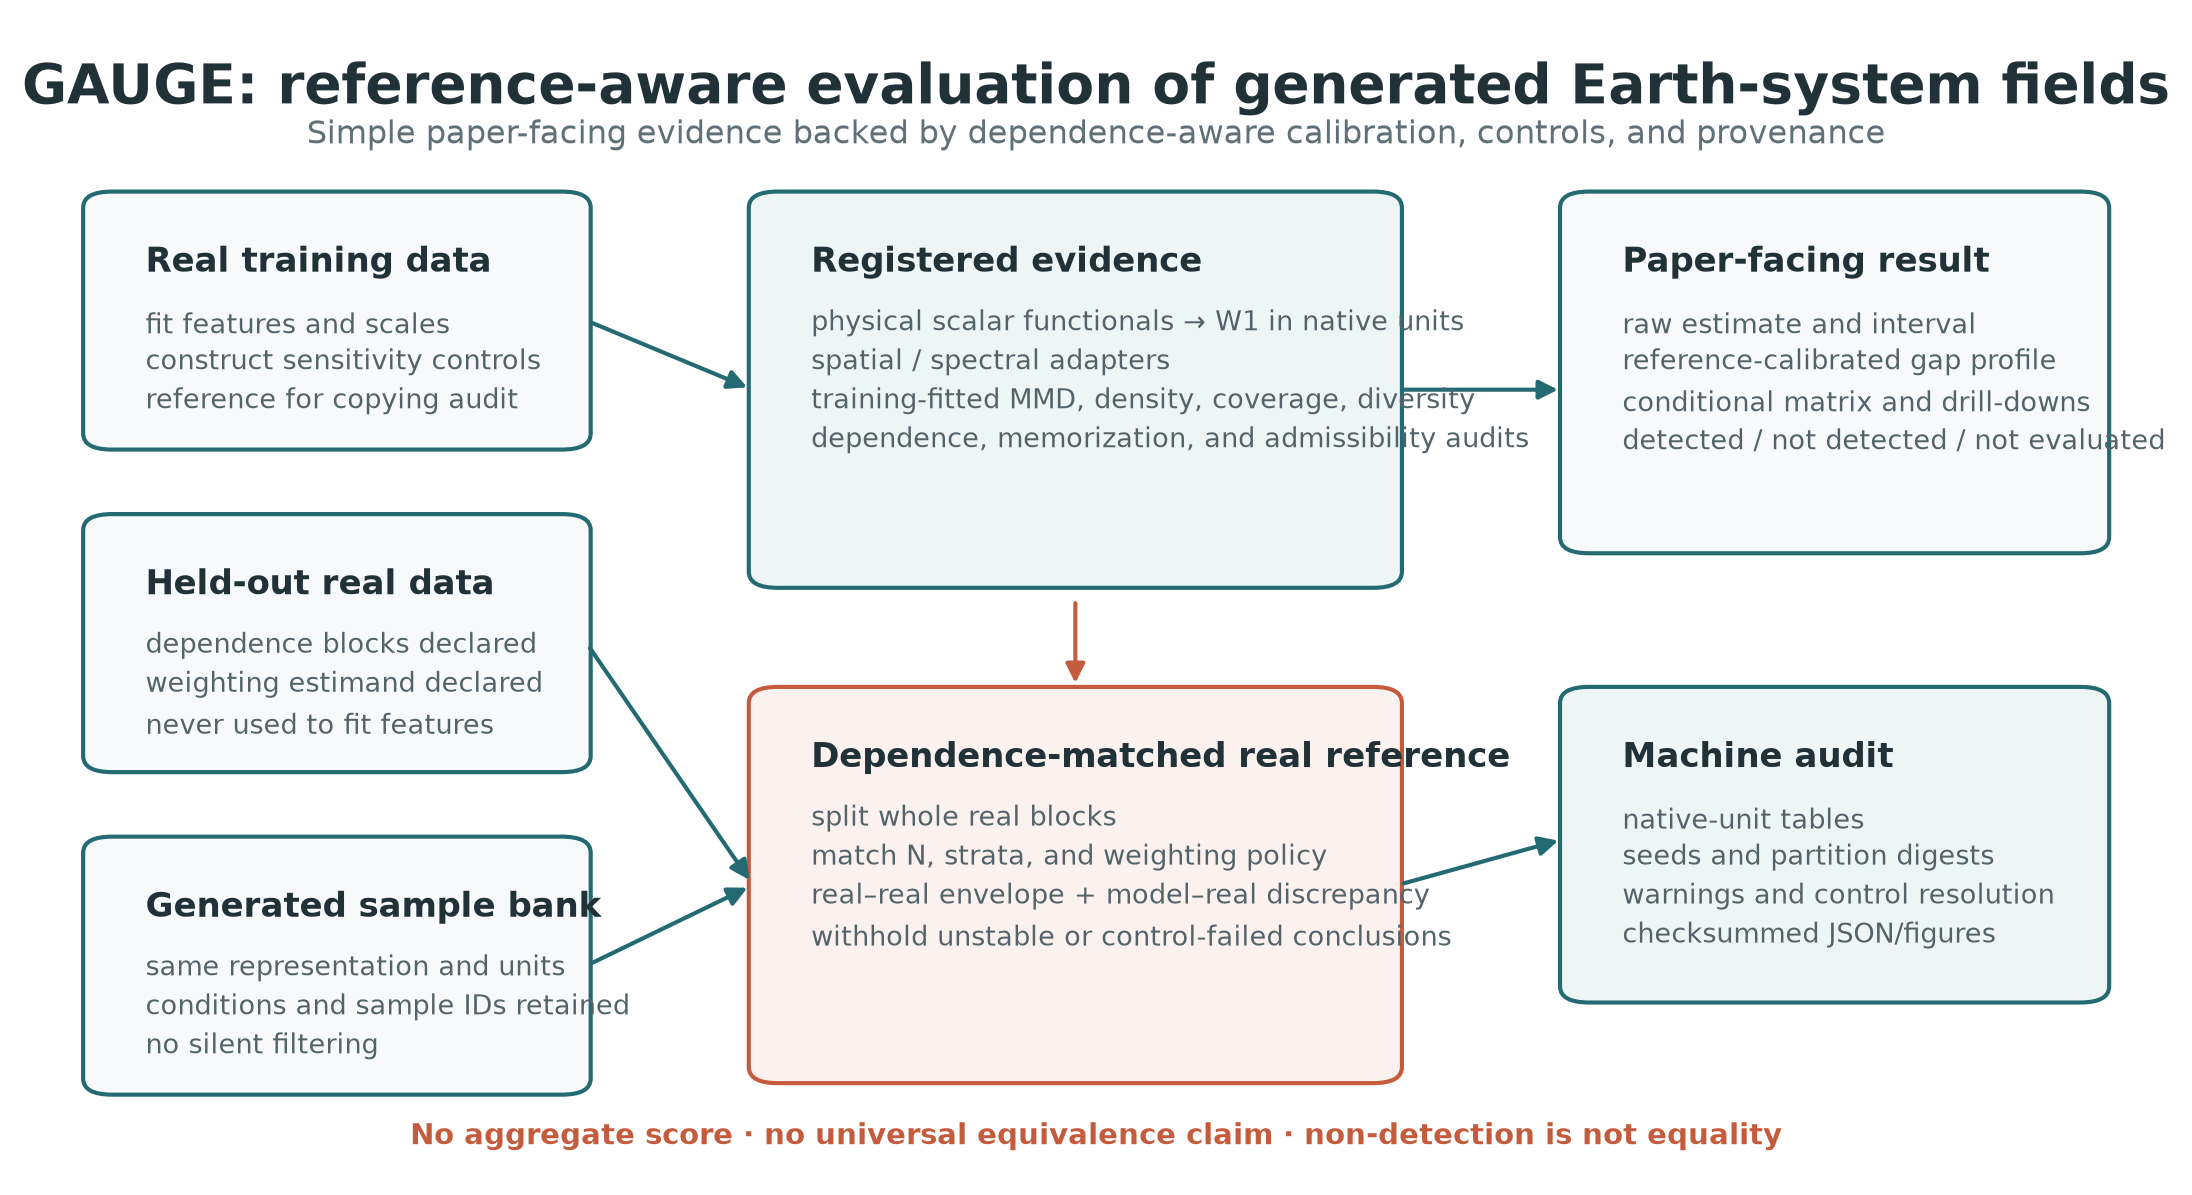 GAUGE: reference-aware evaluation of generated Earth-system fields
Simple paper-facing evidence backed by dependence-aware calibration, controls, and provenance
Real training data
fit features and scales
construct sensitivity controls
reference for copying audit
Held-out real data
dependence blocks declared
weighting estimand declared
never used to fit features
Generated sample bank
same representation and units
conditions and sample IDs retained
no silent filtering
Registered evidence
physical scalar functionals → W1 in native units
spatial / spectral adapters
training-fitted MMD, density, coverage, diversity
dependence, memorization, and admissibility audits
Dependence-matched real reference
split whole real blocks
match N, strata, and weighting policy
real–real envelope + model–real discrepancy
withhold unstable or control-failed conclusions
Paper-facing result
raw estimate and interval
reference-calibrated gap profile
conditional matrix and drill-downs
detected / not detected / not evaluated
Machine audit
native-unit tables
seeds and partition digests
warnings and control resolution
checksummed JSON/figures
No aggregate score · no universal equivalence claim · non-detection is not equality